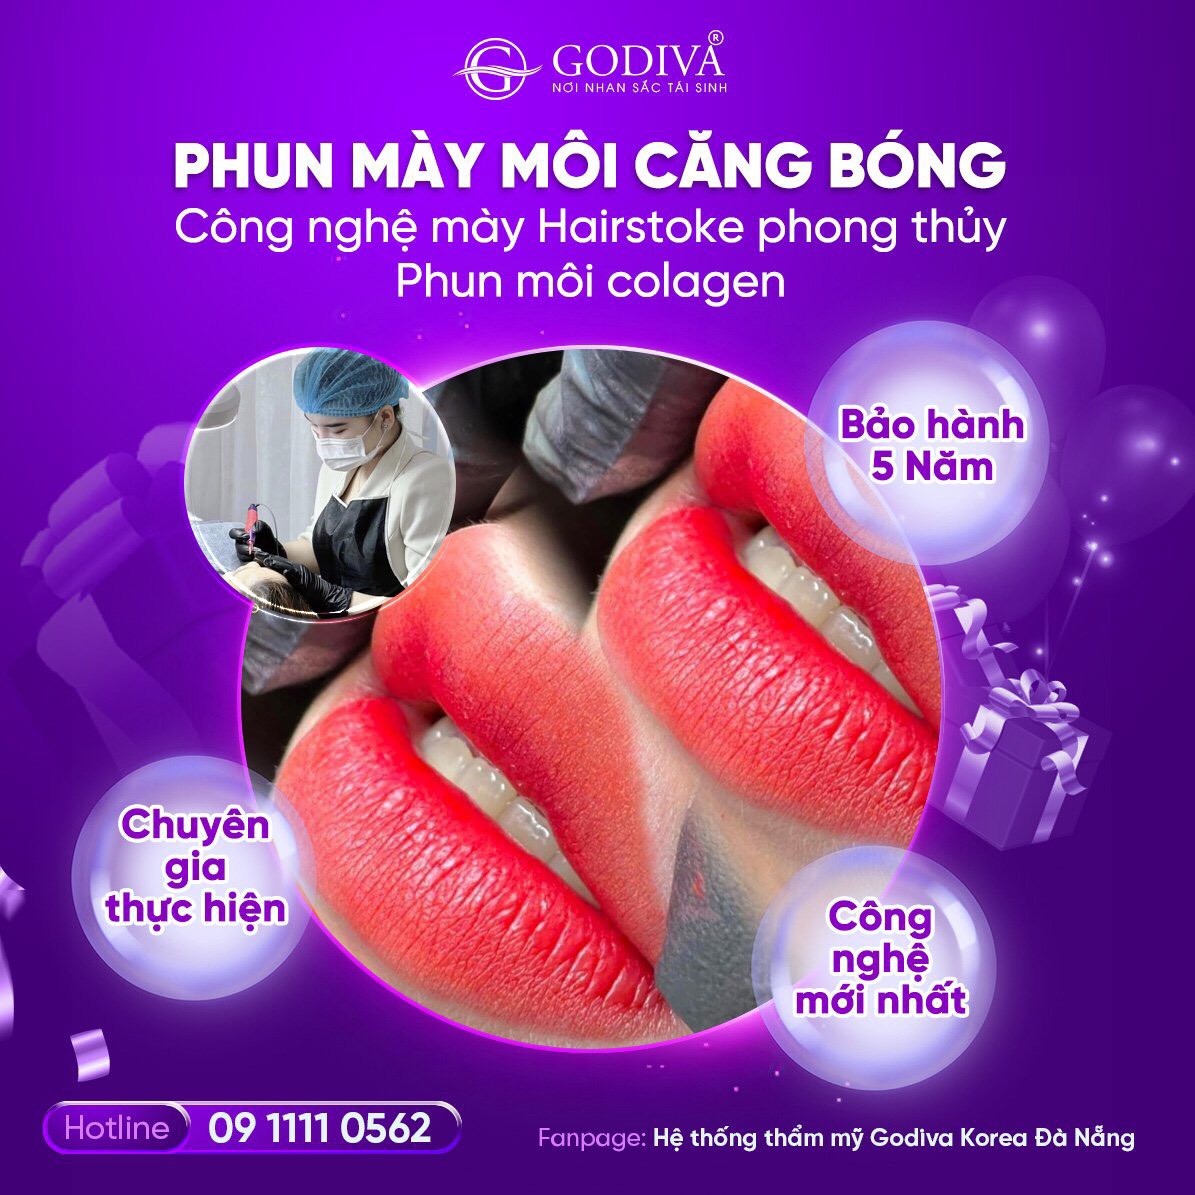 GODIVA®
NƠI NHAN SẮC TÁI SINH
PHUN MÀY MÔI CĂNG BÓNG
Công nghệ mày Hairstoke phong thủy
Phun môi colagen
Bảo hành
5 Năm
Chuyên
gia
thực hiện
Công
nghệ
mới nhất
Hotline 09 1111 0562
Fanpage: Hệ thống thẩm mỹ Godiva Korea Đà Nẵng